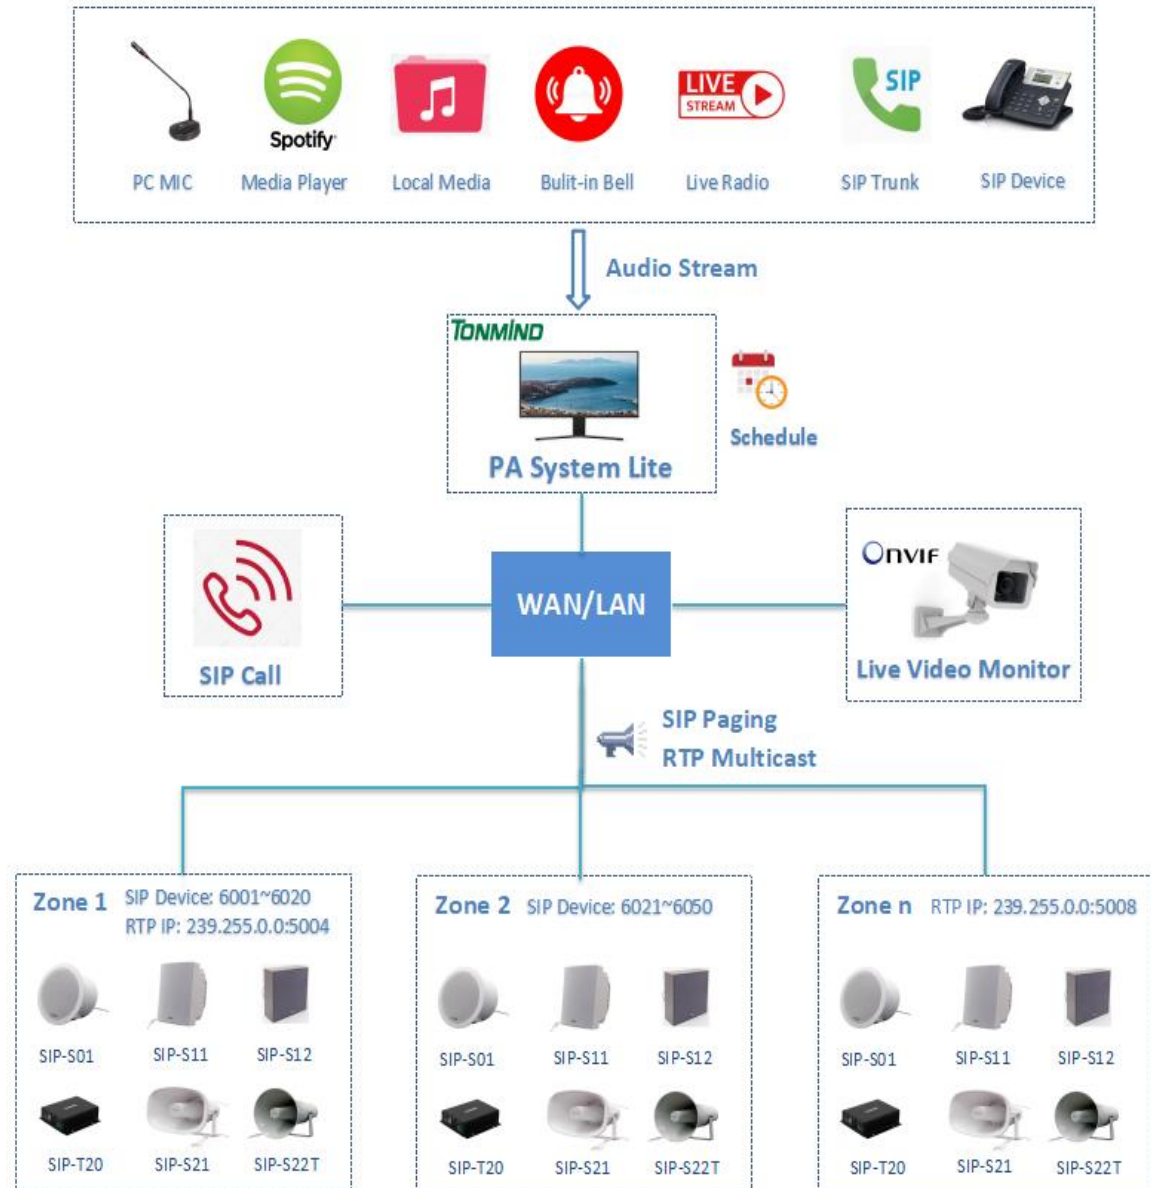 SIP
LIVE
STREAM
Spotify
PC MIC
Media Player
Local Media
Bulit-in Bell
Live Radio
SIP Trunk
SIP Device
Audio Stream
TONMIND
PA System Lite
Schedule
SIP Call
WAN/LAN
ONVIF
Live Video Monitor
SIP Paging
RTP Multicast
Zone 1
SIP Device: 6001~6020
RTP IP: 239.255.0.0:5004
SIP-S01
SIP-S11
SIP-S12
SIP-T20
SIP-S21
SIP-S22T
Zone 2
SIP Device: 6021~6050
SIP-S01
SIP-S11
SIP-S12
SIP-T20
SIP-S21
SIP-S22T
Zone n
RTP IP: 239.255.0.0:5008
SIP-S01
SIP-S11
SIP-S12
SIP-T20
SIP-S21
SIP-S22T